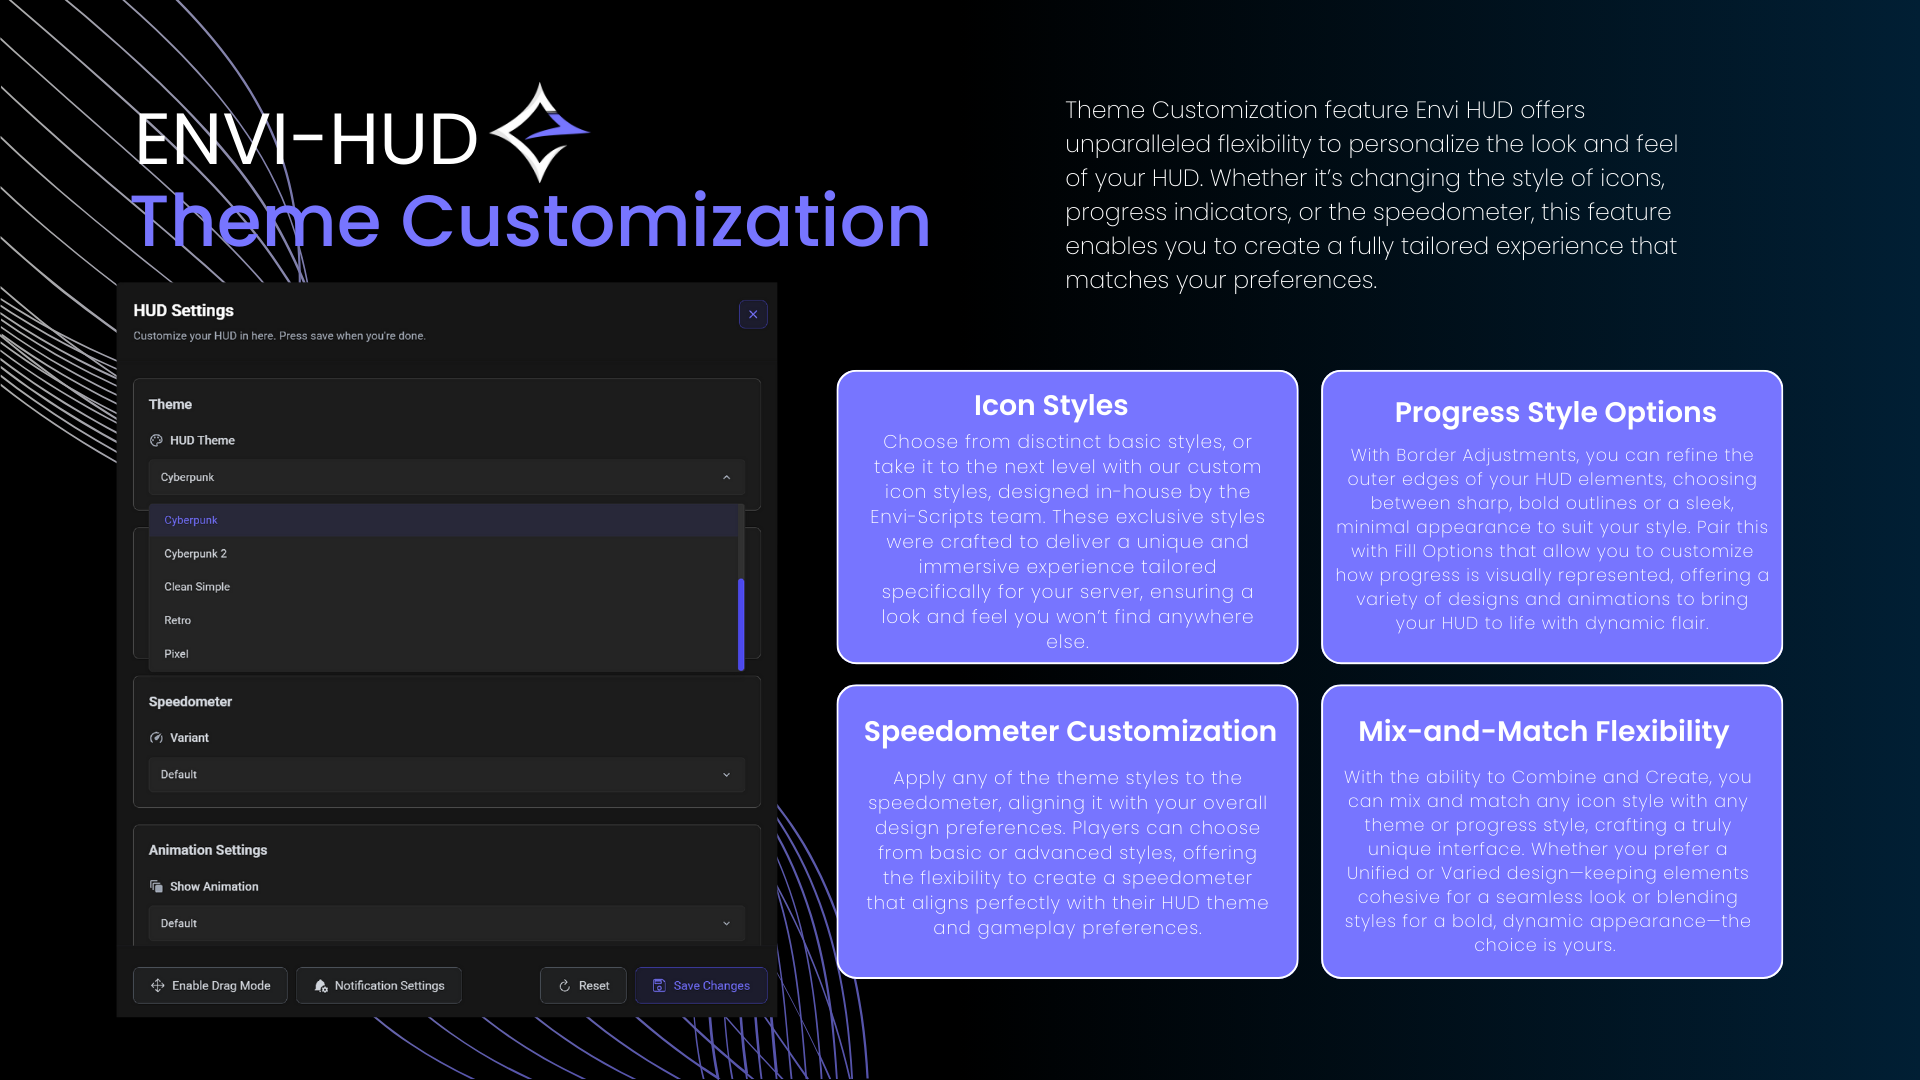 ENVI-HUD
Theme Customization
Theme Customization feature Envi HUD offers
unparalleled flexibility to personalize the look and feel
of your HUD. Whether it's changing the style of icons,
progress indicators, or the speedometer, this feature
enables you to create a fully tailored experience that
matches your preferences.
HUD Settings
Customize your HUD in here. Press save when you're done.
Theme
HUD Theme
Cyberpunk
Cyberpunk
Cyberpunk 2
Clean Simple
Retro
Pixel
Speedometer
Variant
Default
Animation Settings
Show Animation
Default
Enable Drag Mode
Notification Settings
Reset
Save Changes
Icon Styles
Choose from disctinct basic styles, or
take it to the next level with our custom
icon styles, designed in-house by the
Envi-Scripts team. These exclusive styles
were crafted to deliver a unique and
immersive experience tailored
specifically for your server, ensuring a
look and feel you won't find anywhere
else.
Progress Style Options
With Border Adjustments, you can refine the
outer edges of your HUD elements, choosing
between sharp, bold outlines or a sleek,
minimal appearance to suit your style. Pair this
with Fill Options that allow you to customize
how progress is visually represented, offering a
variety of designs and animations to bring
your HUD to life with dynamic flair.
Speedometer Customization
Apply any of the theme styles to the
speedometer, aligning it with your overall
design preferences. Players can choose
from basic or advanced styles, offering
the flexibility to create a speedometer
that aligns perfectly with their HUD theme
and gameplay preferences.
Mix-and-Match Flexibility
With the ability to Combine and Create, you
can mix and match any icon style with any
theme or progress style, crafting a truly
unique interface. Whether you prefer a
Unified or Varied design—keeping elements
cohesive for a seamless look or blending
styles for a bold, dynamic appearance—the
choice is yours.